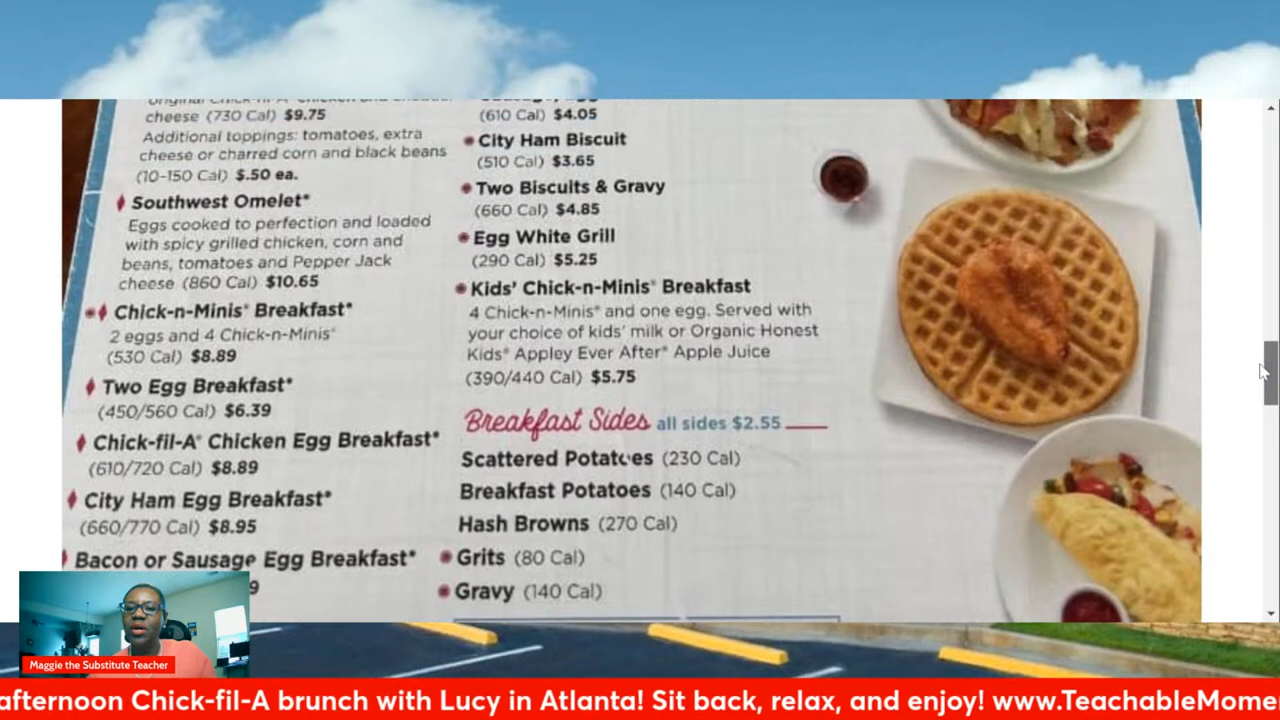 cheese (730 Cal) $9.75
Additional toppings: tomatoes, extra
cheese or charred corn and black beans
(10-150 Cal) $.50 ea.
Southwest Omelet*
Eggs cooked to perfection and loaded
with spicy grilled chicken, corn and
beans, tomatoes and Pepper Jack
cheese (860 Cal) $10.65
Chick-n-Minis® Breakfast*
2 eggs and 4 Chick-n-Minis®
(530 Cal) $8.89
Two Egg Breakfast*
(450/560 Cal) $6.39
Chick-fil-A® Chicken Egg Breakfast*
(610/720 Cal) $8.89
City Ham Egg Breakfast*
(660/770 Cal) $8.95
Bacon or Sausage Egg Breakfast*
9
(610 Cal) $4.05
City Ham Biscuit
(510 Cal) $3.65
Two Biscuits & Gravy
(660 Cal) $4.85
Egg White Grill
(290 Cal) $5.25
Kids' Chick-n-Minis® Breakfast
4 Chick-n-Minis® and one egg. Served with
your choice of kids' milk or Organic Honest
Kids® Appley Ever After® Apple Juice
(390/440 Cal) $5.75
Breakfast Sides all sides $2.55
Scattered Potatoes (230 Cal)
Breakfast Potatoes (140 Cal)
Hash Browns (270 Cal)
Grits (80 Cal)
Gravy (140 Cal)
Maggie the Substitute Teacher
afternoon Chick-fil-A brunch with Lucy in Atlanta! Sit back, relax, and enjoy! www.TeachableMome